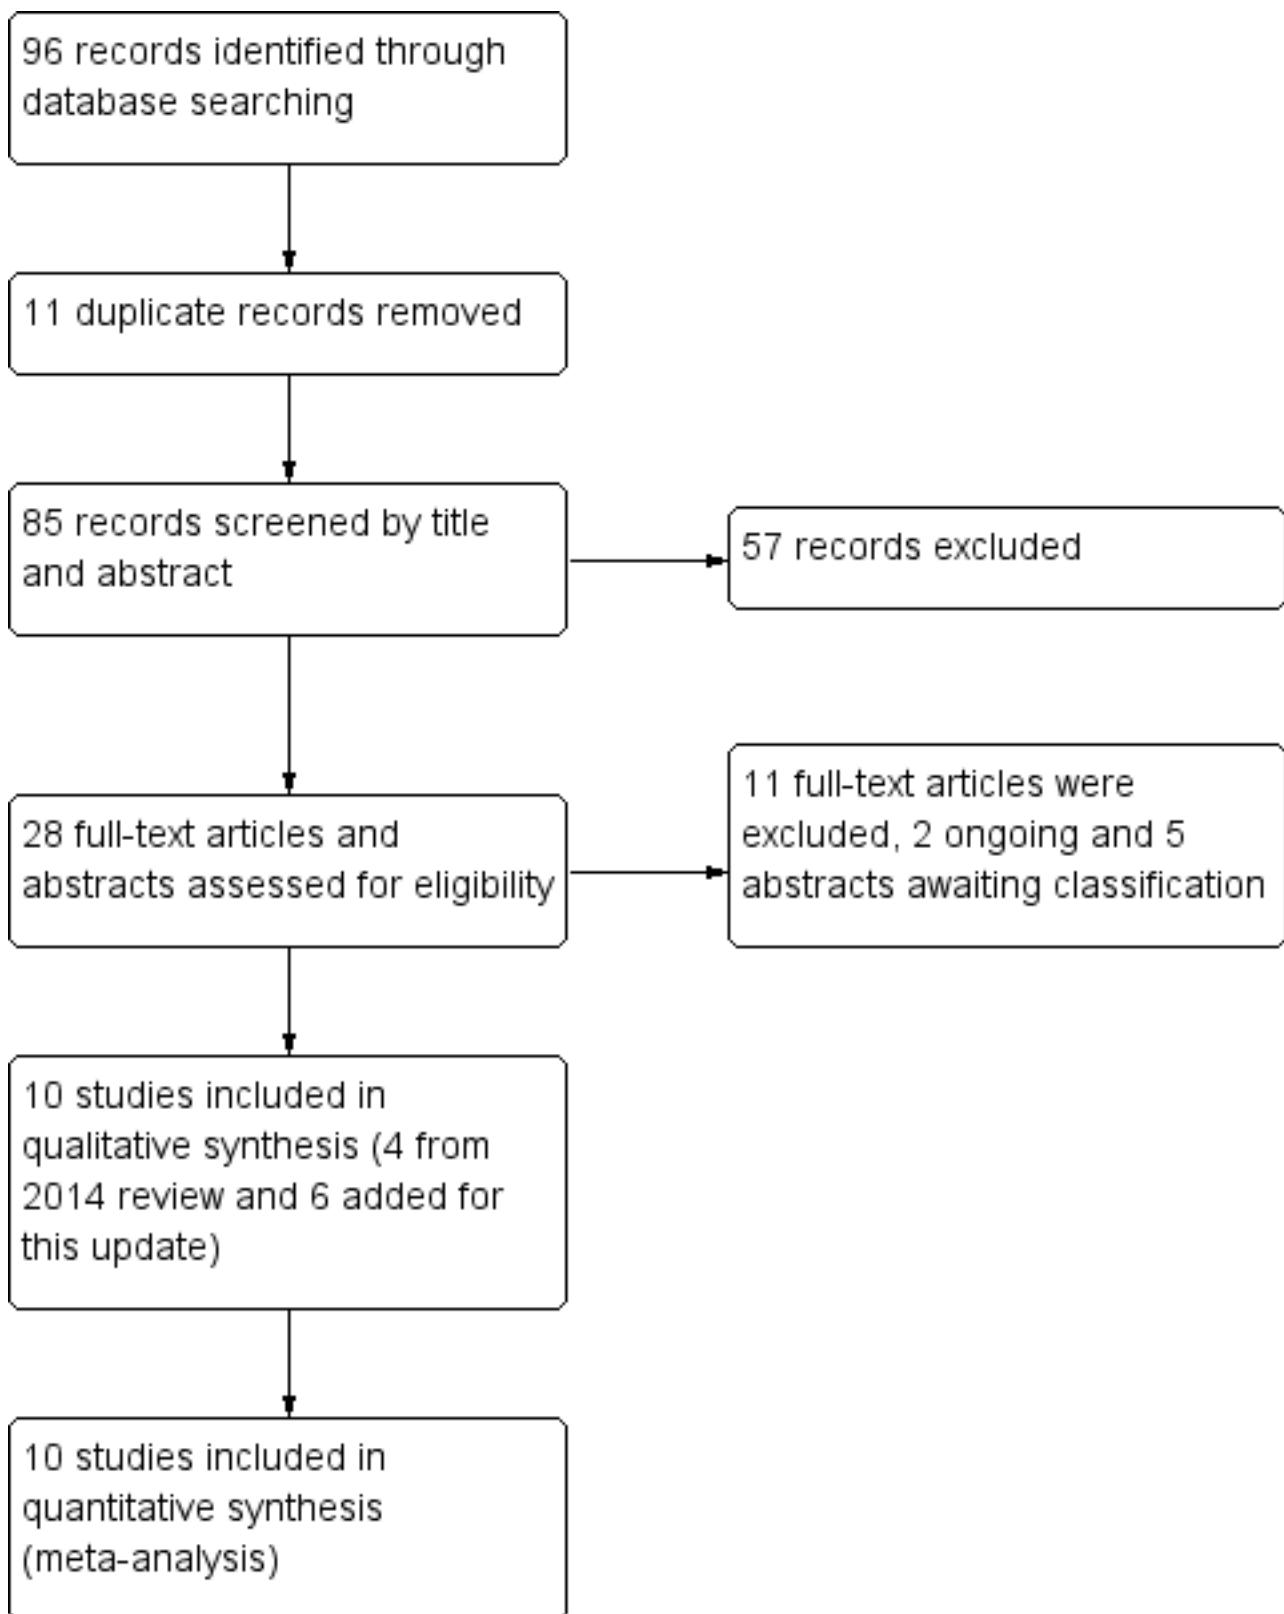 96 records identified through
database searching
11 duplicate records removed
85 records screened by title
and abstract
57 records excluded
28 full-text articles and
abstracts assessed for eligibility
11 full-text articles were
excluded, 2 ongoing and 5
abstracts awaiting classification
10 studies included in
qualitative synthesis (4 from
2014 review and 6 added for
this update)
10 studies included in
quantitative synthesis
(meta-analysis)